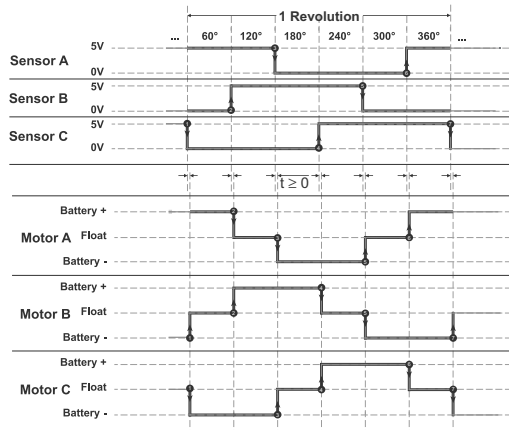 1 Revolution
... 60° 120° 180° 240° 300° 360° ...
Sensor A 5V
0V
Sensor B 5V
0V
Sensor C 5V
0V
t ≥ 0
Battery +
Motor A Float
Battery -
Battery +
Motor B Float
Battery -
Battery +
Motor C Float
Battery -